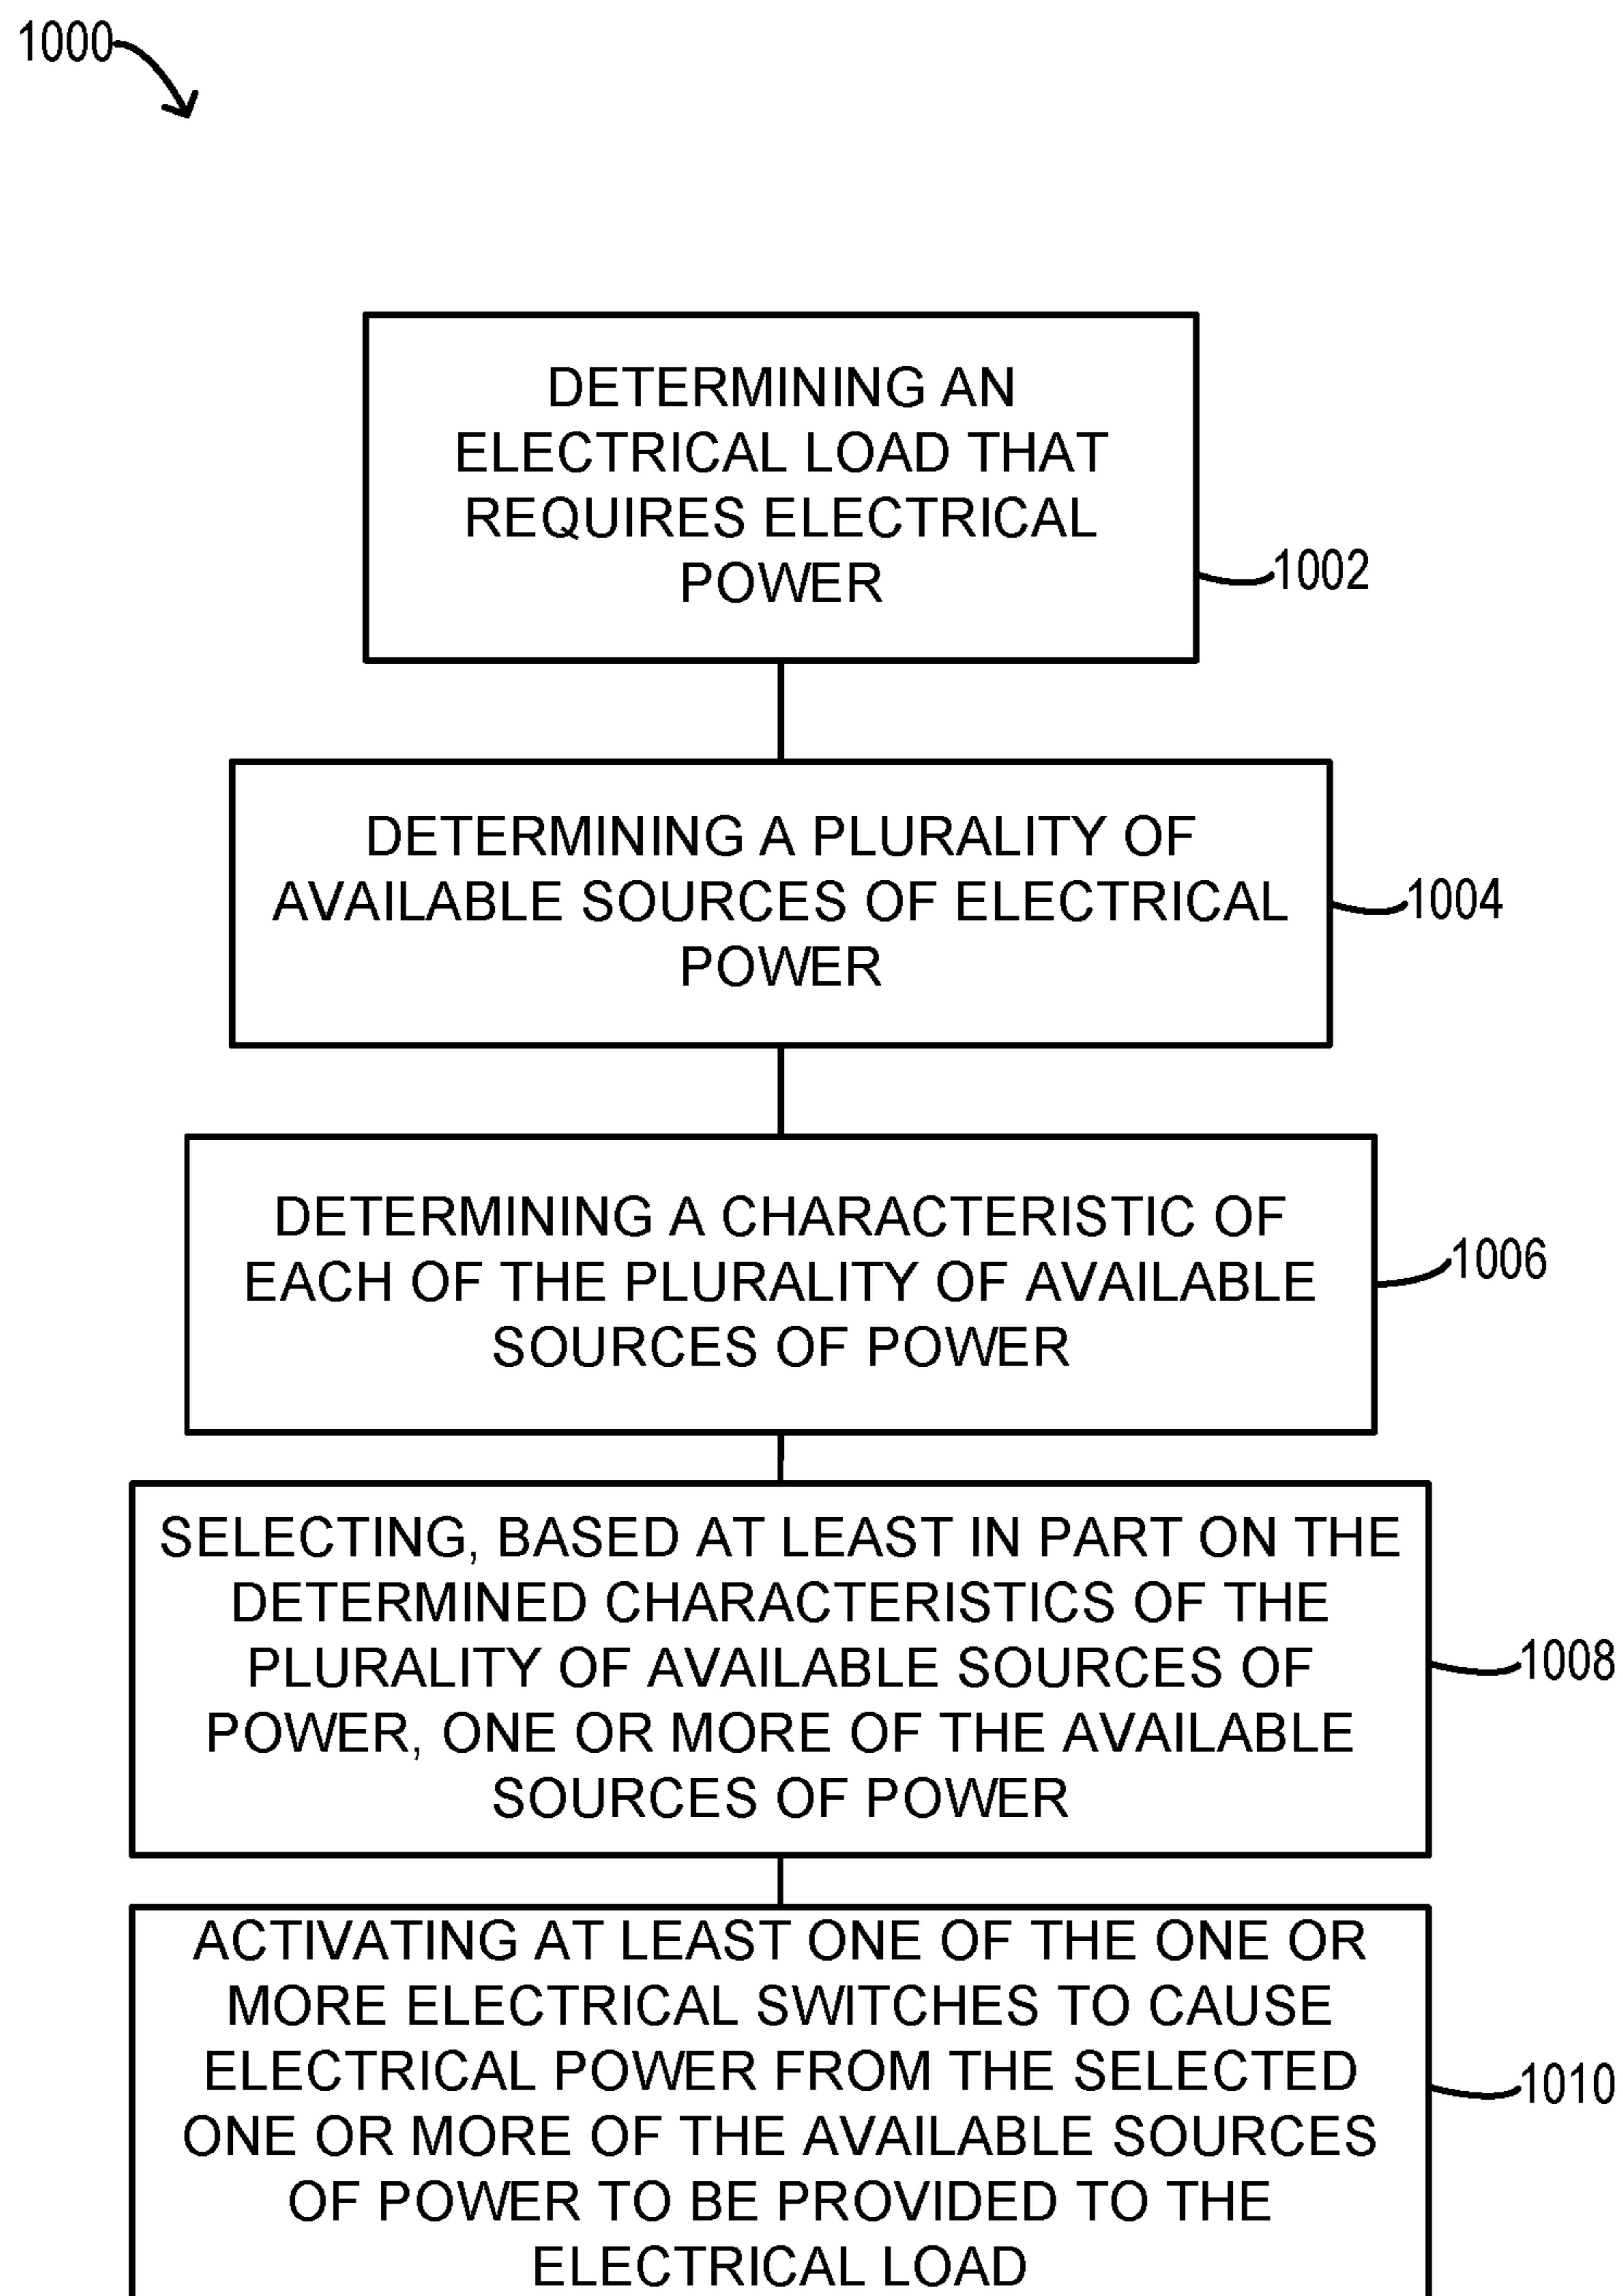 1000
DETERMINING AN
ELECTRICAL LOAD THAT
REQUIRES ELECTRICAL
POWER
1002
DETERMINING A PLURALITY OF
AVAILABLE SOURCES OF ELECTRICAL
POWER
1004
DETERMINING A CHARACTERISTIC OF
EACH OF THE PLURALITY OF AVAILABLE
SOURCES OF POWER
1006
SELECTING, BASED AT LEAST IN PART ON THE
DETERMINED CHARACTERISTICS OF THE
PLURALITY OF AVAILABLE SOURCES OF
POWER, ONE OR MORE OF THE AVAILABLE
SOURCES OF POWER
1008
ACTIVATING AT LEAST ONE OF THE ONE OR
MORE ELECTRICAL SWITCHES TO CAUSE
ELECTRICAL POWER FROM THE SELECTED
ONE OR MORE OF THE AVAILABLE SOURCES
OF POWER TO BE PROVIDED TO THE
ELECTRICAL LOAD
1010